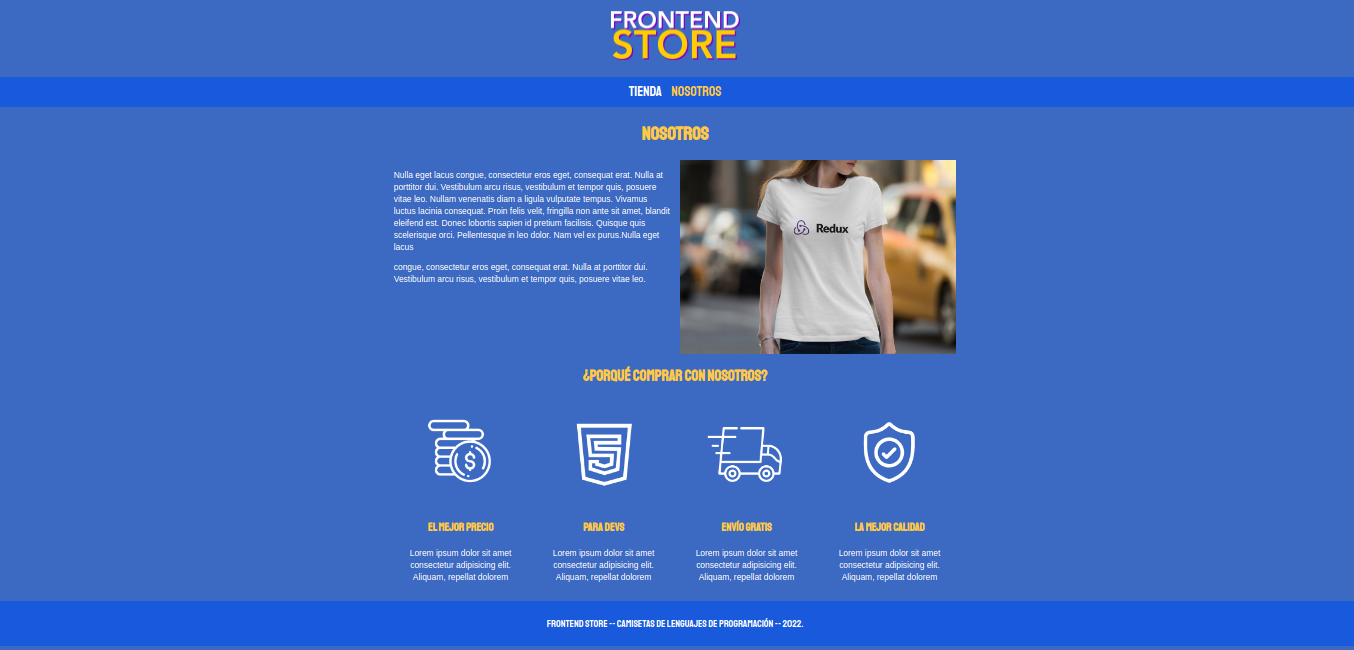 FRONTEND
STORE
TIENDA NOSOTROS
NOSOTROS
Nulla eget lacus congue, consectetur eros eget, consequat erat. Nulla at
porttitor dui. Vestibulum arcu risus, vestibulum et tempor quis, posuere
vitae leo. Nullam venenatis diam a ligula vulputate tempus. Vivamus
luctus lacinia consequat. Proin felis velit, fringilla non ante sit amet, blandit
eleifend est. Donec lobortis sapien id pretium facilisis. Quisque quis
scelerisque orci. Pellentesque in leo dolor. Nam vel ex purus.Nulla eget
lacus
congue, consectetur eros eget, consequat erat. Nulla at porttitor dui.
Vestibulum arcu risus, vestibulum et tempor quis, posuere vitae leo.
Redux
¿PORQUÉ COMPRAR CON NOSOTROS?
$
5
EL MEJOR PRECIO
Lorem ipsum dolor sit amet
consectetur adipisicing elit.
Aliquam, repellat dolorem
PARA DEVS
Lorem ipsum dolor sit amet
consectetur adipisicing elit.
Aliquam, repellat dolorem
ENVÍO GRATIS
Lorem ipsum dolor sit amet
consectetur adipisicing elit.
Aliquam, repellat dolorem
LA MEJOR CALIDAD
Lorem ipsum dolor sit amet
consectetur adipisicing elit.
Aliquam, repellat dolorem
FRONTEND STORE -- CAMISETAS DE LENGUAJES DE PROGRAMACIÓN -- 2022.